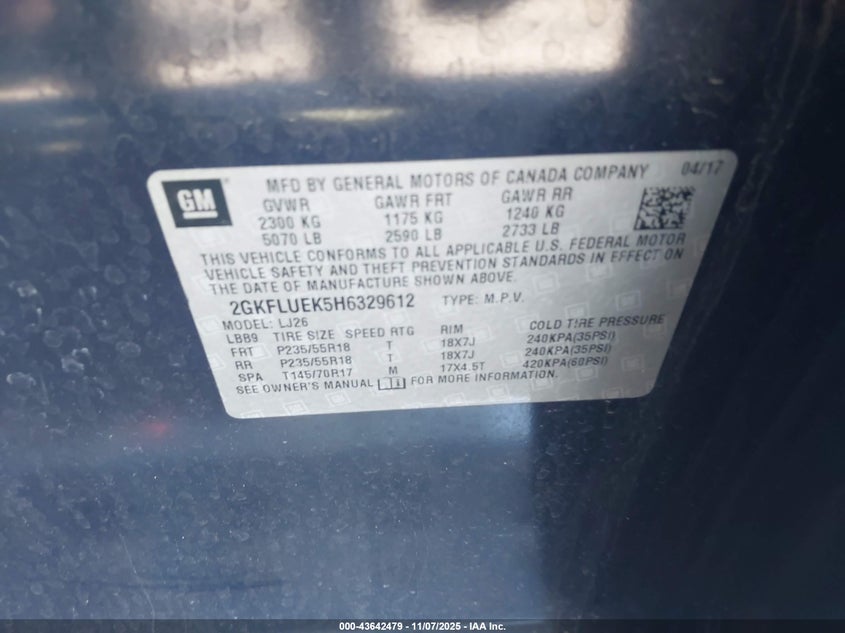 GM
MFD BY GENERAL MOTORS OF CANADA COMPANY 04/17
GVWR GAWR FRT GAWR RR
2300 KG 1175 KG 1240 KG
5070 LB 2590 LB 2733 LB
THIS VEHICLE CONFORMS TO ALL APPLICABLE U.S. FEDERAL MOTOR
VEHICLE SAFETY AND THEFT PREVENTION STANDARDS IN EFFECT ON
THE DATE OF MANUFACTURE SHOWN ABOVE.
2GKFLUEK5H6329612 TYPE: M.P.V.
MODEL: LJ26
LBB9 TIRE SIZE SPEED RTG RIM COLD TIRE PRESSURE
FRT P235/55R18 T 18X7J 240KPA(35PSI)
RR P235/55R18 T 18X7J 240KPA(35PSI)
SPA T145/70R17 M 17X4.5T 420KPA(60PSI)
SEE OWNER'S MANUAL FOR MORE INFORMATION.
000-43642479 - 11/07/2025 - IAA Inc.